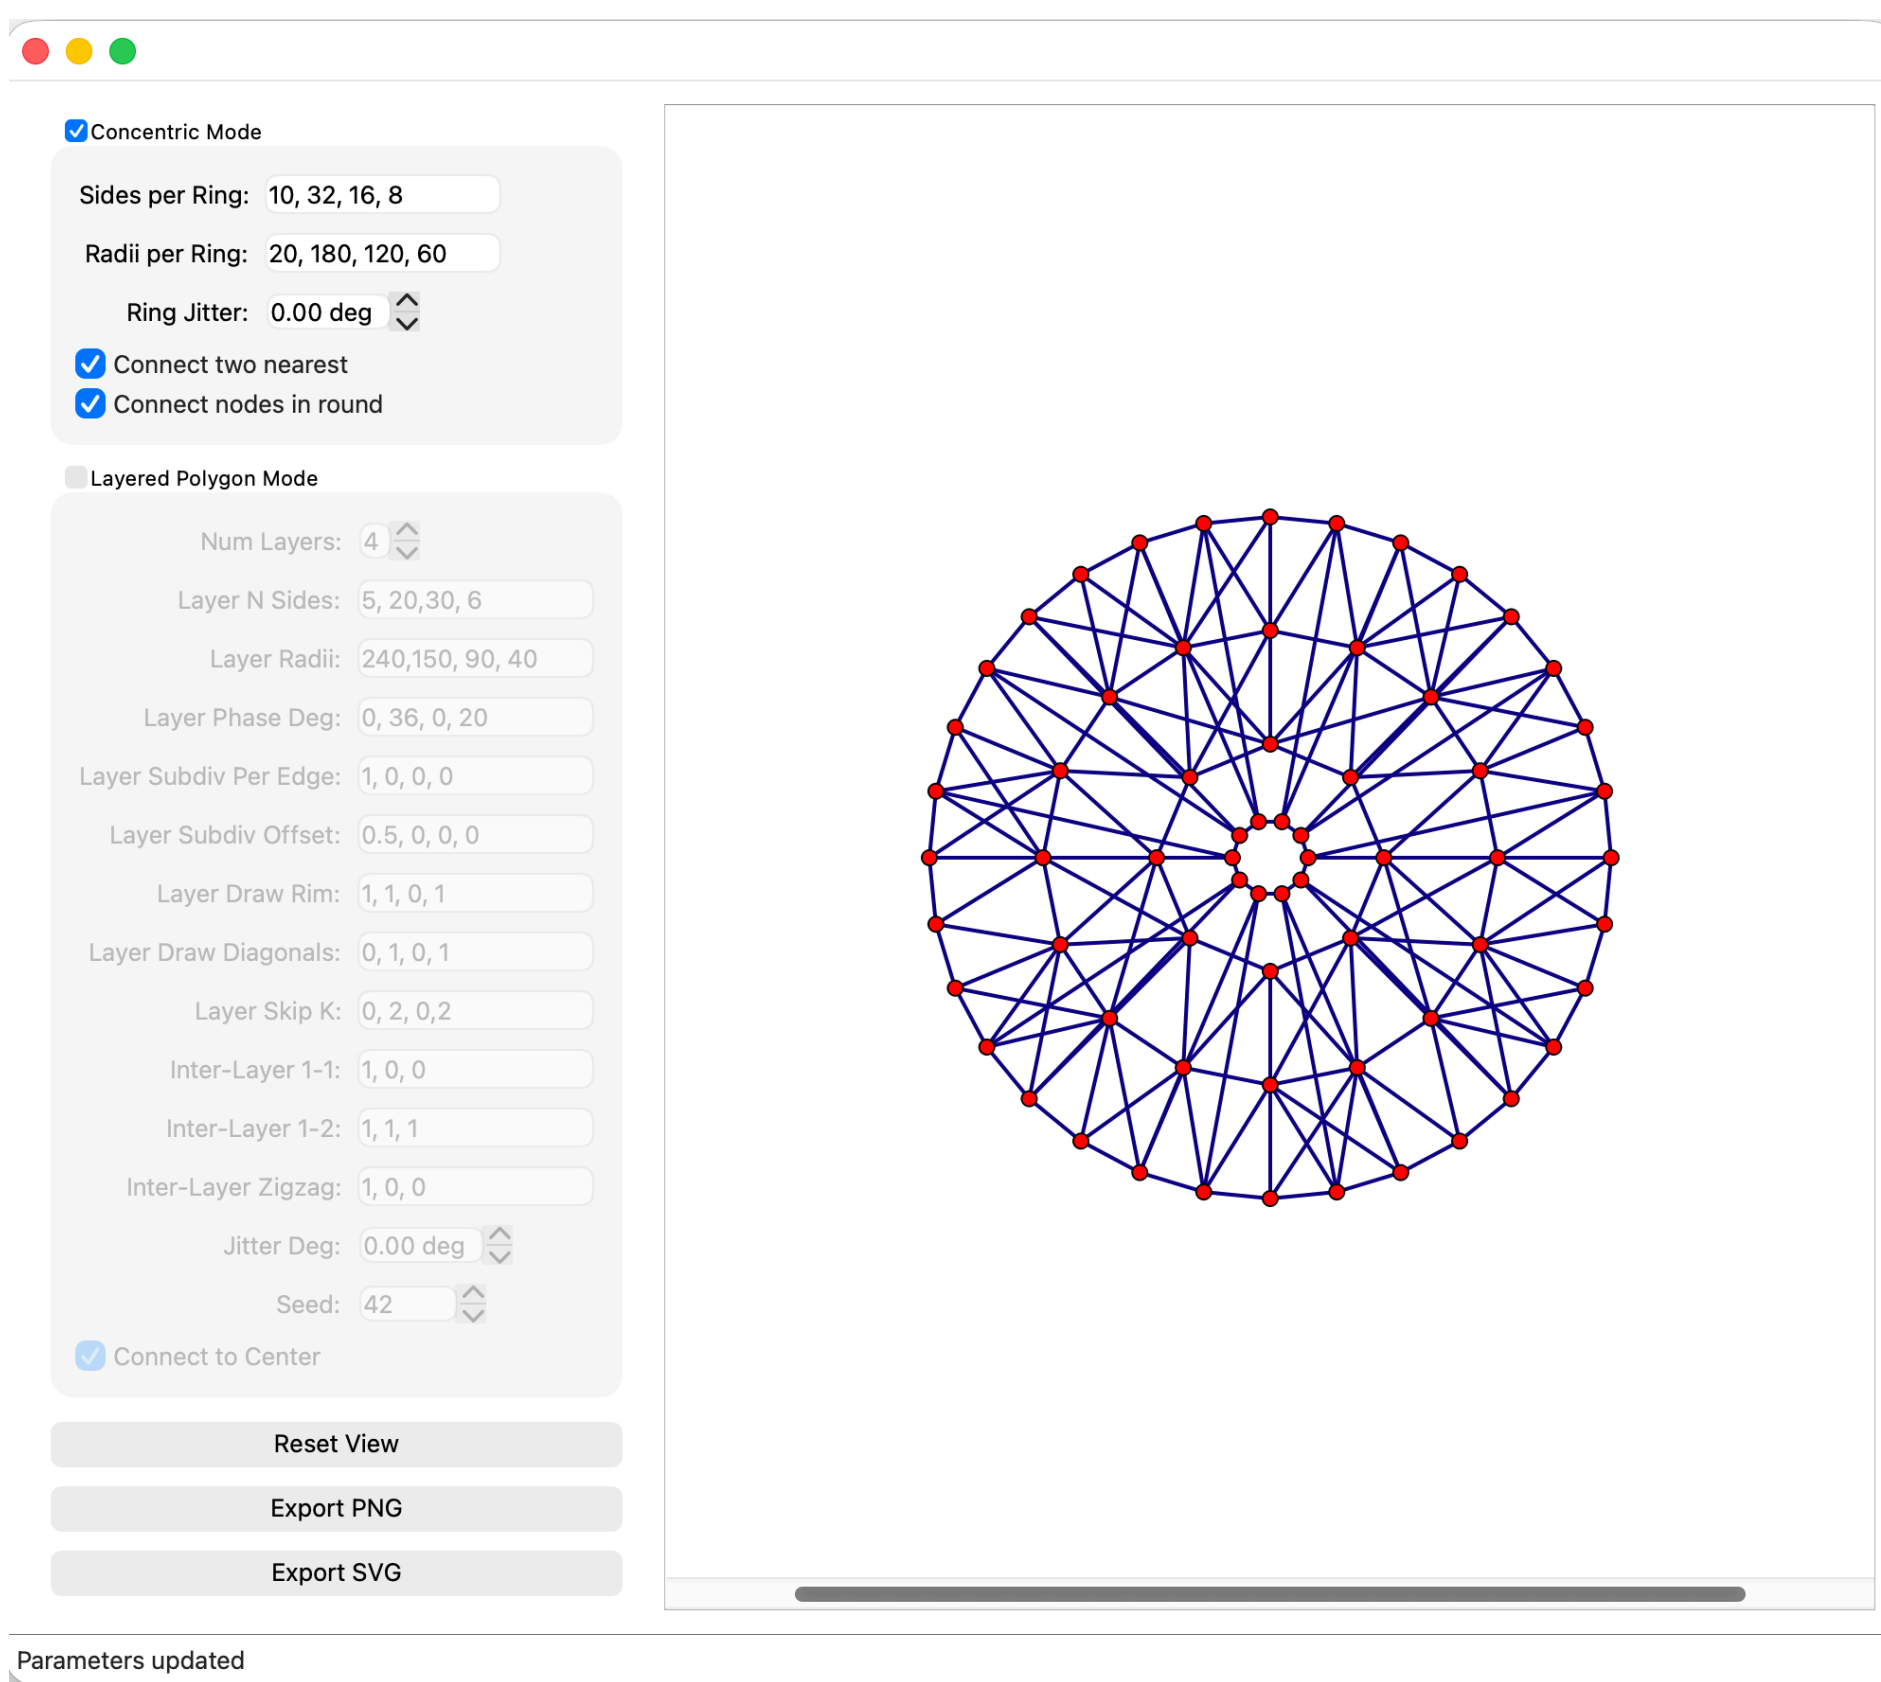 Concentric Mode
Sides per Ring: 10, 32, 16, 8
Radii per Ring: 20, 180, 120, 60
Ring Jitter: 0.00 deg
Connect two nearest
Connect nodes in round
Layered Polygon Mode
Num Layers: 4
Layer N Sides: 5, 20,30, 6
Layer Radii: 240,150, 90, 40
Layer Phase Deg: 0, 36, 0, 20
Layer Subdiv Per Edge: 1, 0, 0, 0
Layer Subdiv Offset: 0.5, 0, 0, 0
Layer Draw Rim: 1, 1, 0, 1
Layer Draw Diagonals: 0, 1, 0, 1
Layer Skip K: 0, 2, 0,2
Inter-Layer 1-1: 1, 0, 0
Inter-Layer 1-2: 1, 1, 1
Inter-Layer Zigzag: 1, 0, 0
Jitter Deg: 0.00 deg
Seed: 42
Connect to Center
Reset View
Export PNG
Export SVG
Parameters updated